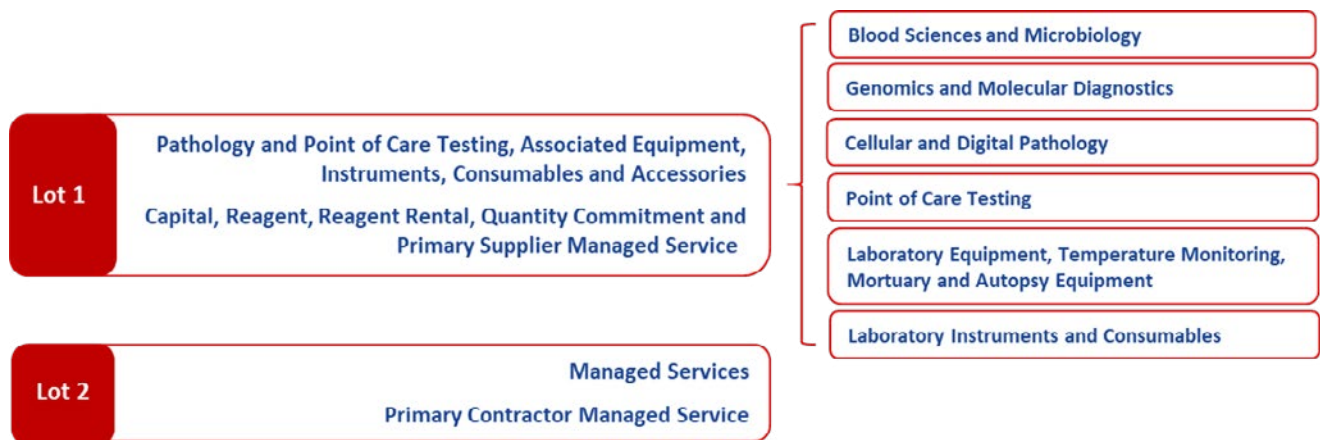 Lot 1
Pathology and Point of Care Testing, Associated Equipment,
Instruments, Consumables and Accessories
Capital, Reagent, Reagent Rental, Quantity Commitment and
Primary Supplier Managed Service
Blood Sciences and Microbiology
Genomics and Molecular Diagnostics
Cellular and Digital Pathology
Point of Care Testing
Laboratory Equipment, Temperature Monitoring,
Mortuary and Autopsy Equipment
Laboratory Instruments and Consumables
Lot 2
Managed Services
Primary Contractor Managed Service